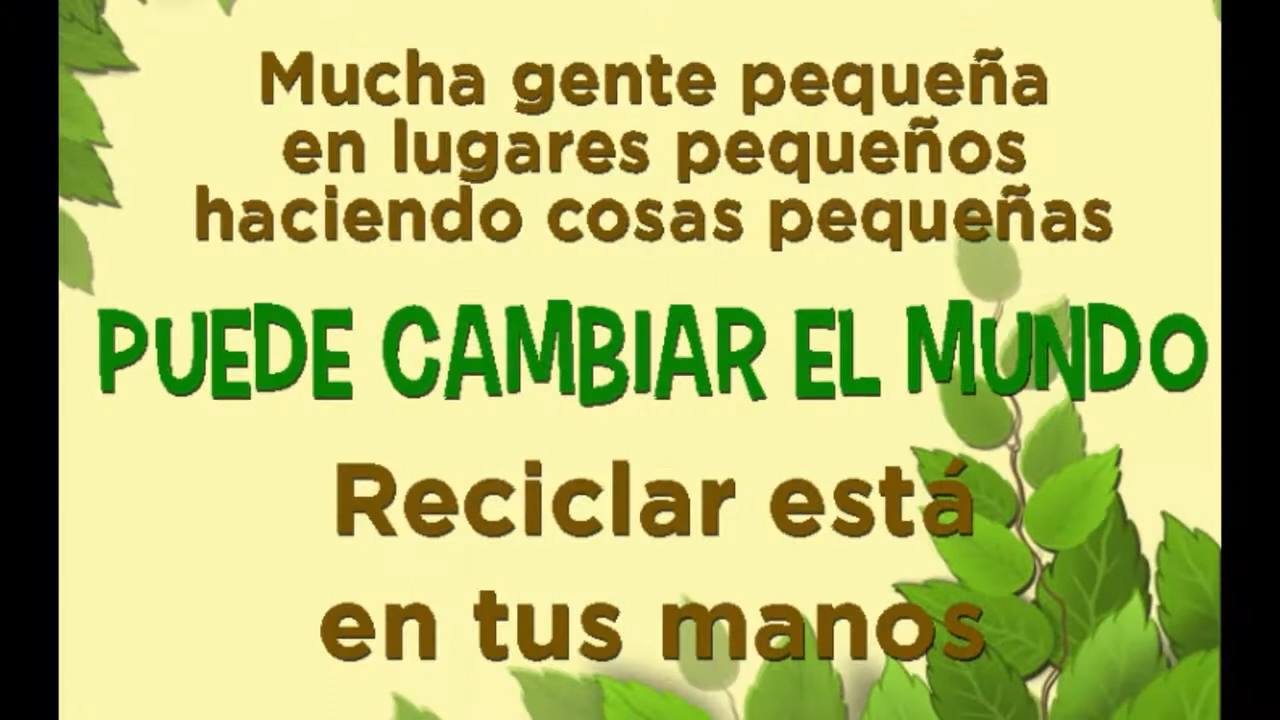 Mucha gente pequeña
en lugares pequeños
haciendo cosas pequeñas
PUEDE CAMBIAR EL MUNDO
Reciclar está
en tus manos